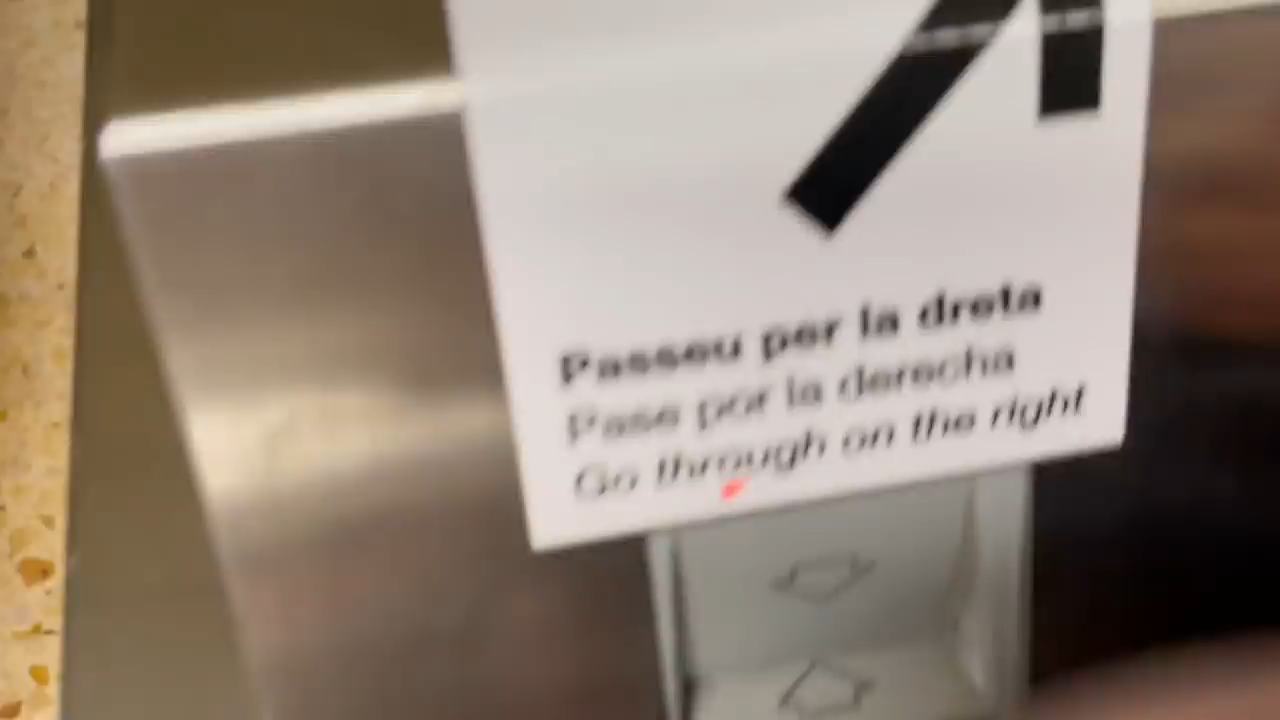 Passeu per la dreta
Pase por la derecha
Go through on the right